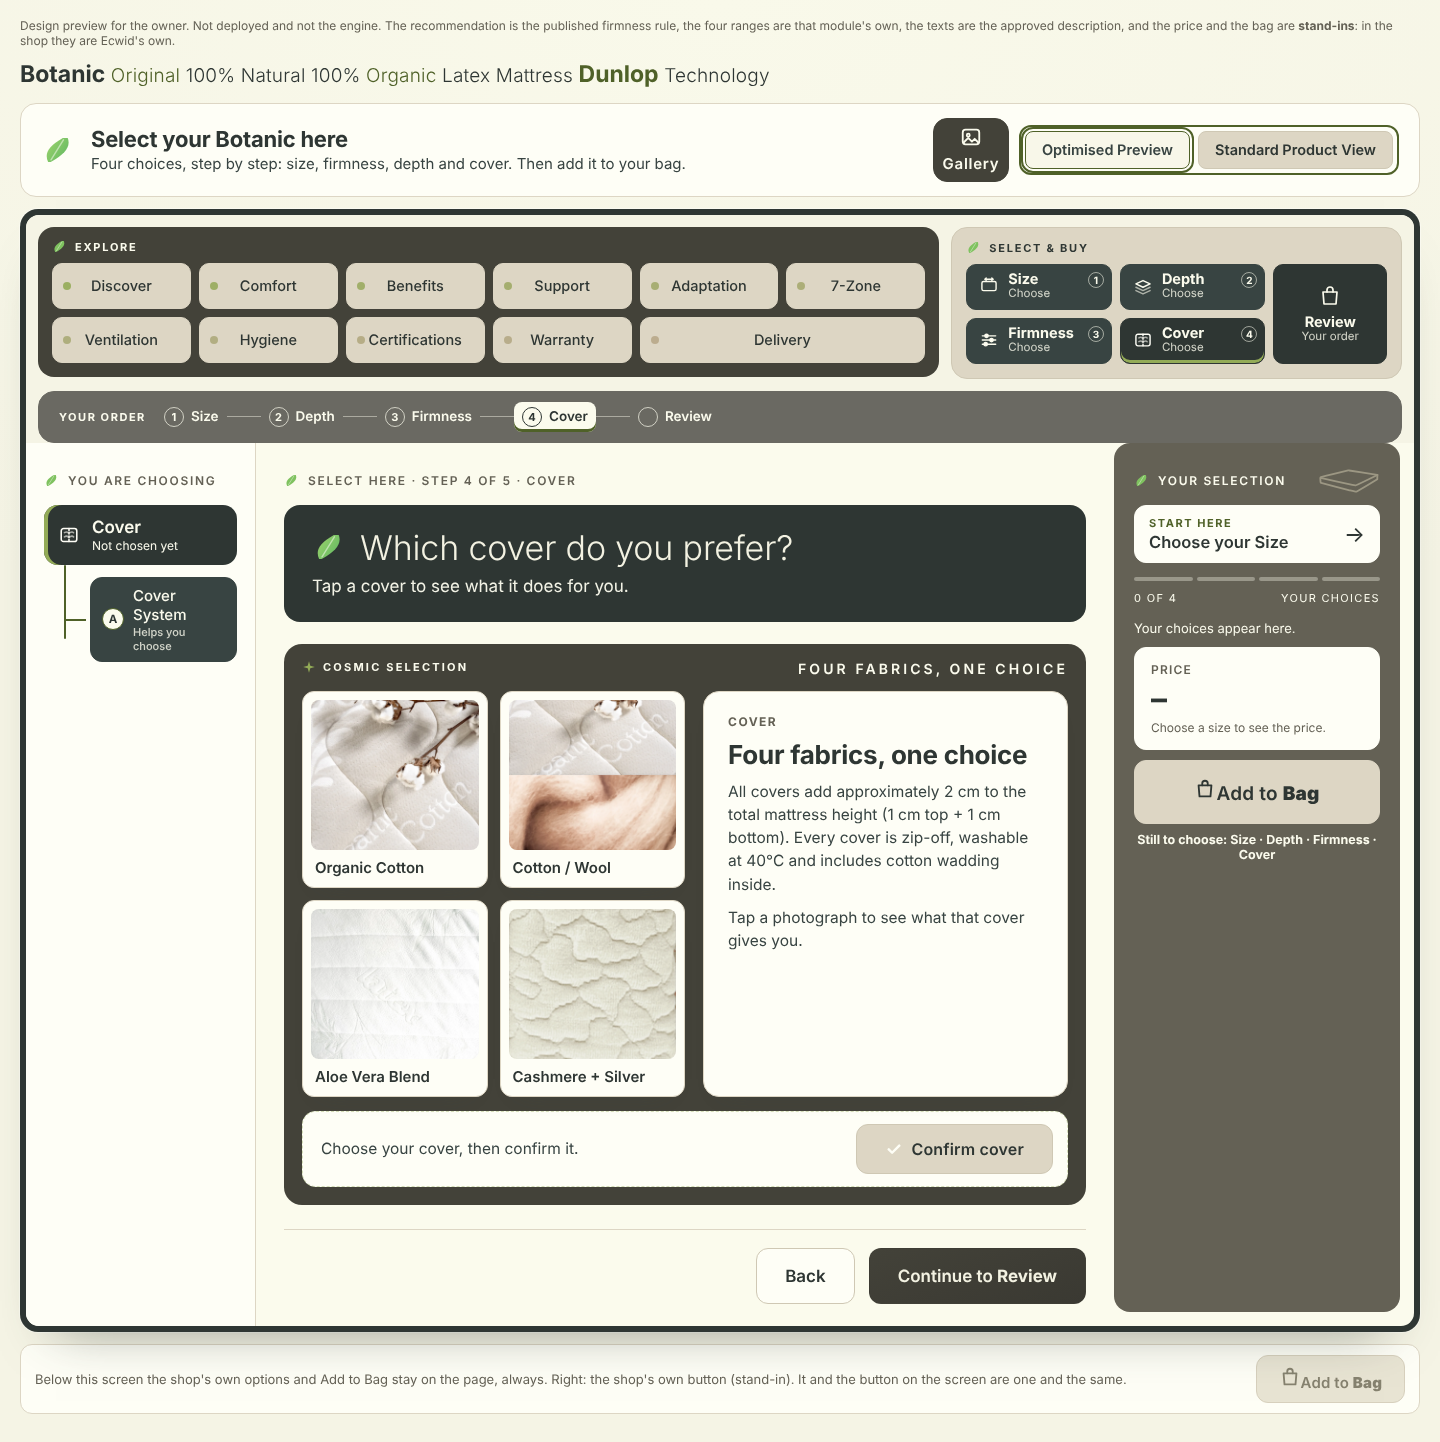 Design preview for the owner. Not deployed and not the engine. The recommendation is the published firmness rule, the four ranges are that module's own, the texts are the approved description, and the price and the bag are stand-ins: in the
shop they are Ecwid's own.
Botanic Original 100% Natural 100% Organic Latex Mattress Dunlop Technology
Select your Botanic here
Four choices, step by step: size, firmness, depth and cover. Then add it to your bag.
Gallery
Optimised Preview
Standard Product View
EXPLORE
Discover
Comfort
Benefits
Support
Adaptation
7-Zone
Ventilation
Hygiene
Certifications
Warranty
Delivery
SELECT & BUY
Size
Choose
1
Depth
Choose
2
Firmness
Choose
3
Cover
Choose
4
Review
Your order
YOUR ORDER
1 Size
2 Depth
3 Firmness
4 Cover
Review
YOU ARE CHOOSING
Cover
Not chosen yet
A
Cover
System
Helps you
choose
SELECT HERE · STEP 4 OF 5 · COVER
Which cover do you prefer?
Tap a cover to see what it does for you.
COSMIC SELECTION
FOUR FABRICS, ONE CHOICE
Organic Cotton
Cotton / Wool
Aloe Vera Blend
Cashmere + Silver
COVER
Four fabrics, one choice
All covers add approximately 2 cm to the
total mattress height (1 cm top + 1 cm
bottom). Every cover is zip-off, washable
at 40°C and includes cotton wadding
inside.
Tap a photograph to see what that cover
gives you.
Choose your cover, then confirm it.
Confirm cover
Back
Continue to Review
YOUR SELECTION
START HERE
Choose your Size
0 OF 4
YOUR CHOICES
Your choices appear here.
PRICE
–
Choose a size to see the price.
Add to Bag
Still to choose: Size · Depth · Firmness ·
Cover
Below this screen the shop's own options and Add to Bag stay on the page, always. Right: the shop's own button (stand-in). It and the button on the screen are one and the same.
Add to Bag